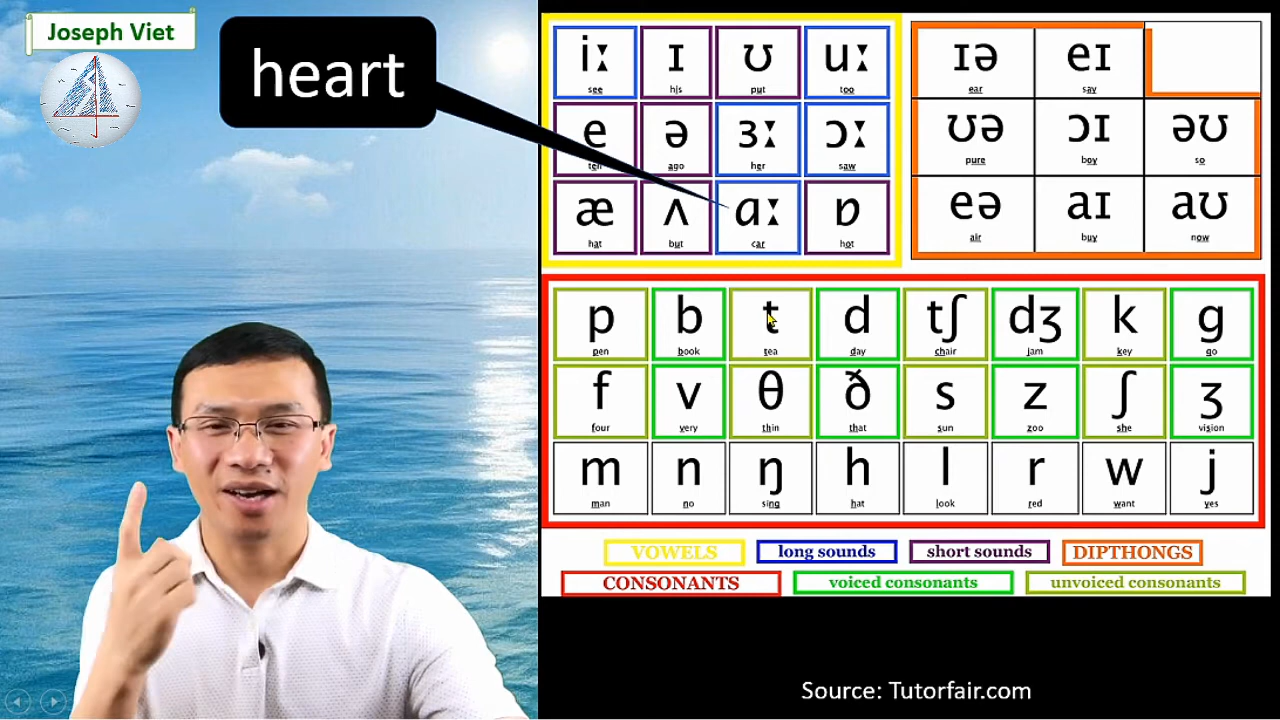 Joseph Viet
heart
iː ɪ ʊ uː
see his put too
e ə ɜː ɔː
ten ago her saw
æ ʌ ɑː ɒ
hat but car hot
ɪə eɪ
ear say
ʊə ɔɪ əʊ
pure boy so
eə aɪ aʊ
air buy now
p b t d tʃ dʒ k g
pen book tea day chair jam key go
f v θ ð s z ʃ ʒ
four very thin that sun zoo she vision
m n ŋ h l r w j
man no sing hat look red want yes
VOWELS long sounds short sounds DIPTHONGS
CONSONANTS voiced consonants unvoiced consonants
Source: Tutorfair.com